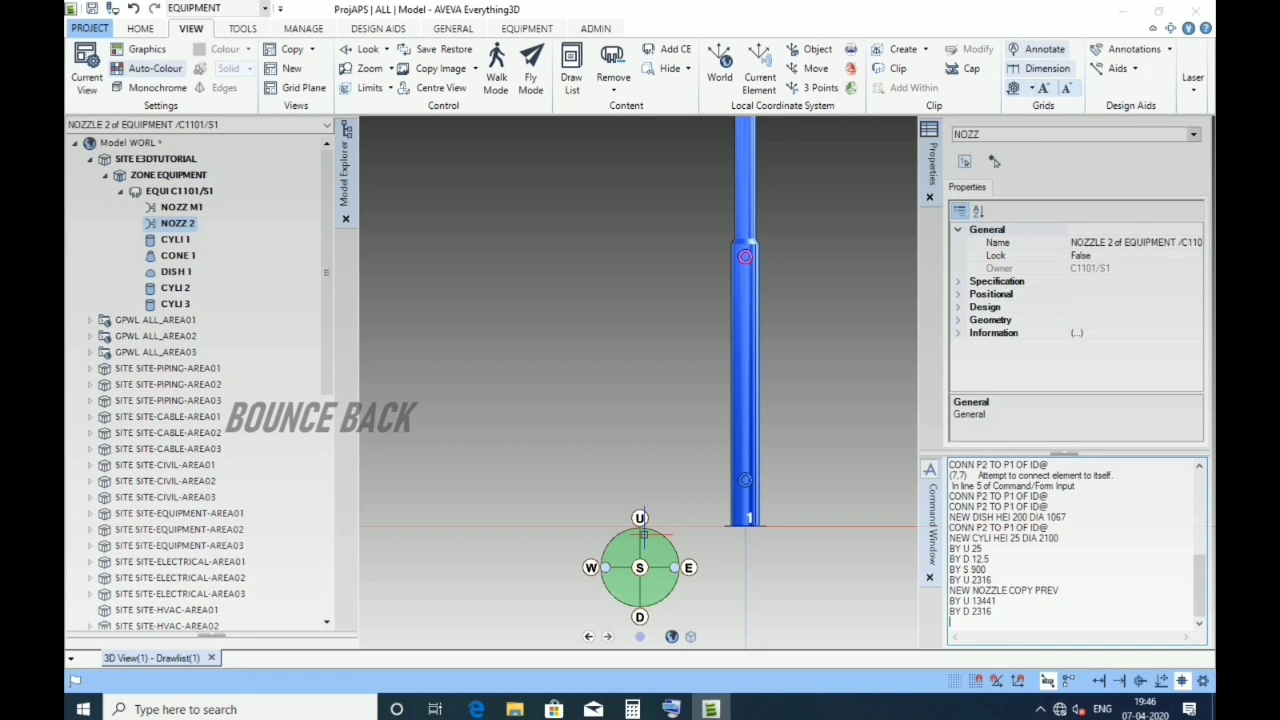 EQUIPMENT
ProjAPS | ALL | Model - AVEVA Everything3D
PROJECT HOME VIEW TOOLS MANAGE DESIGN AIDS GENERAL EQUIPMENT ADMIN
Current View
Graphics
Auto-Colour
Monochrome
Colour
Solid
Edges
Settings
Copy
New
Grid Plane
Views
Look
Zoom
Limits
Save Restore
Copy Image
Centre View
Walk Mode
Fly Mode
Control
Draw List
Remove
Add CE
Hide
Content
World
Current Element
Object
Move
3 Points
Local Coordinate System
Create
Clip
Add Within
Modify
Cap
Clip
Annotate
Dimension
A A
Grids
Annotations
Aids
Design Aids
Laser
NOZZLE 2 of EQUIPMENT /C1101/S1
Model WORL *
SITE E3DTUTORIAL
ZONE EQUIPMENT
EQUI C1101/S1
NOZZ M1
NOZZ 2
CYLI 1
CONE 1
DISH 1
CYLI 2
CYLI 3
GPWL ALL_AREA01
GPWL ALL_AREA02
GPWL ALL_AREA03
SITE SITE-PIPING-AREA01
SITE SITE-PIPING-AREA02
SITE SITE-PIPING-AREA03
SITE SITE-CABLE-AREA01
SITE SITE-CABLE-AREA02
SITE SITE-CABLE-AREA03
SITE SITE-CIVIL-AREA01
SITE SITE-CIVIL-AREA02
SITE SITE-CIVIL-AREA03
SITE SITE-EQUIPMENT-AREA01
SITE SITE-EQUIPMENT-AREA02
SITE SITE-EQUIPMENT-AREA03
SITE SITE-ELECTRICAL-AREA01
SITE SITE-ELECTRICAL-AREA02
SITE SITE-ELECTRICAL-AREA03
SITE SITE-HVAC-AREA01
SITE SITE-HVAC-AREA02
Model Explorer
BOUNCE BACK
1
U
W S E
D
Properties
NOZZ
Properties
General
Name NOZZLE 2 of EQUIPMENT /C110
Lock False
Owner C1101/S1
Specification
Positional
Design
Geometry
Information (...)
General
General
Command Window
CONN P2 TO P1 OF ID@
(7,7) Attempt to connect element to itself.
In line 5 of Command/Form Input
CONN P2 TO P1 OF ID@
CONN P2 TO P1 OF ID@
NEW DISH HEI 200 DIA 1067
CONN P2 TO P1 OF ID@
NEW CYLI HEI 25 DIA 2100
BY U 25
BY D 12.5
BY S 900
BY U 2316
NEW NOZZLE COPY PREV
BY U 13441
BY D 2316
3D View(1) - Drawlist(1)
Type here to search
ENG
19:46
07-04-2020